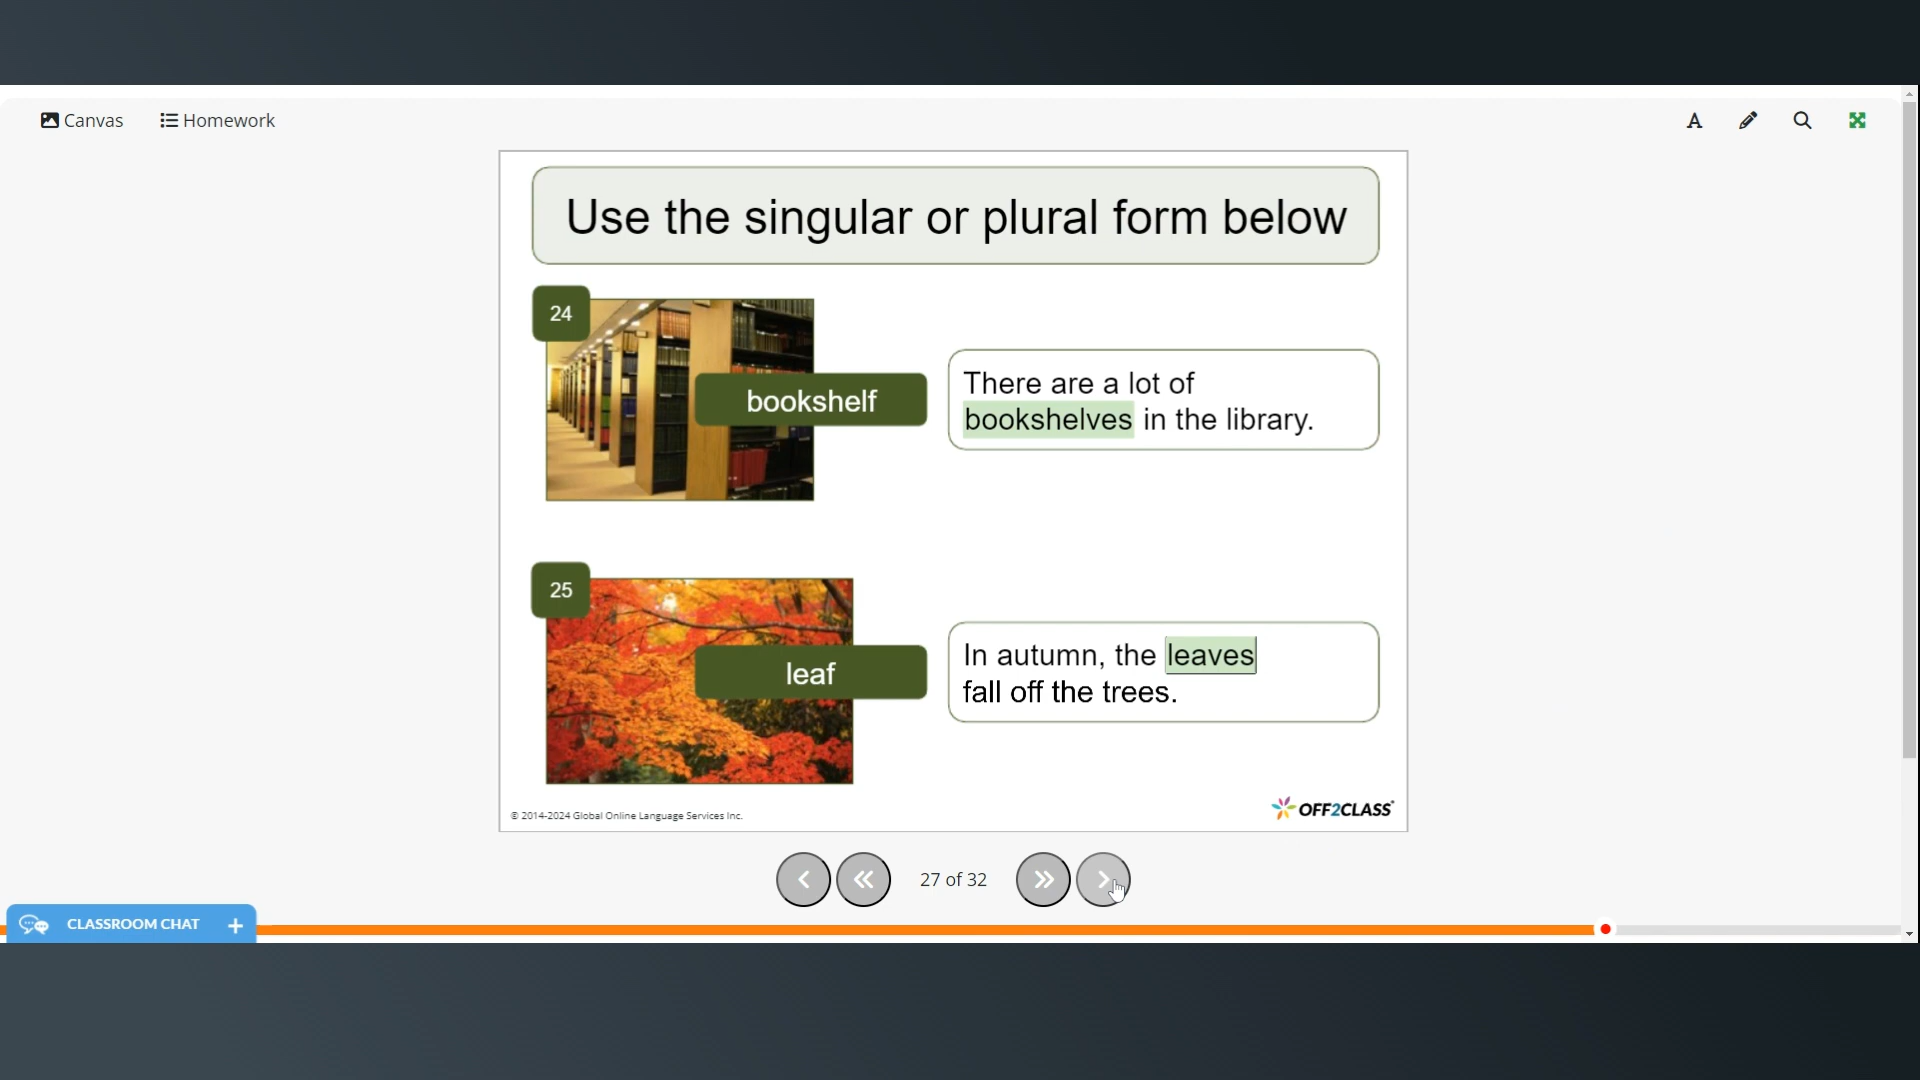 Canvas
Homework
A
Use the singular or plural form below
24
bookshelf
There are a lot of
bookshelves in the library.
25
leaf
In autumn, the leaves
fall off the trees.
© 2014-2024 Global Online Language Services Inc.
OFF2CLASS
27 of 32
CLASSROOM CHAT +